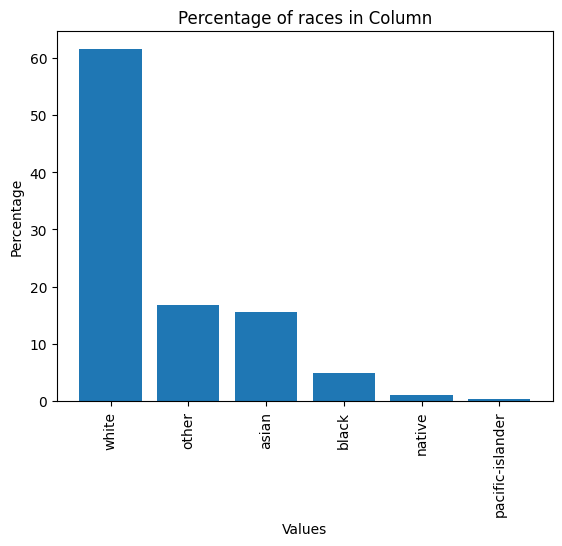 Percentage of races in Column
Percentage
60
50
40
30
20
10
0
white
other
asian
black
native
pacific-islander
Values